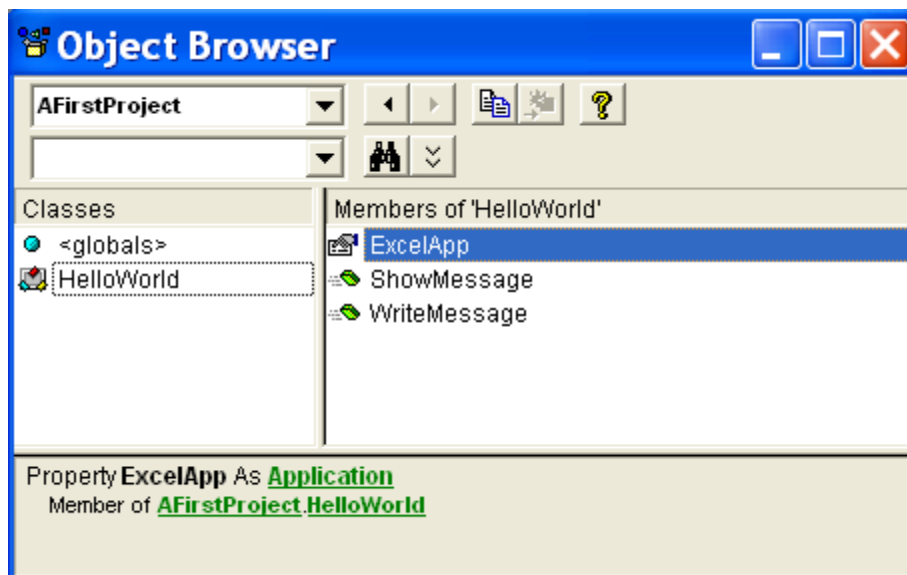 Object Browser
AFirstProject
Classes
Members of 'HelloWorld'
<globals>
ExcelApp
HelloWorld
ShowMessage
WriteMessage
Property ExcelApp As Application
Member of AFirstProject.HelloWorld